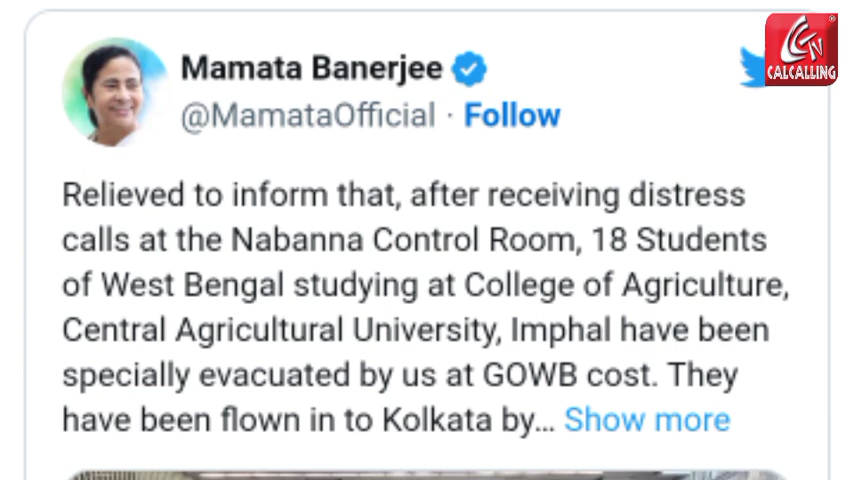 Mamata Banerjee
@MamataOfficial · Follow
CALCALLING
Relieved to inform that, after receiving distress
calls at the Nabanna Control Room, 18 Students
of West Bengal studying at College of Agriculture,
Central Agricultural University, Imphal have been
specially evacuated by us at GOWB cost. They
have been flown in to Kolkata by... Show more